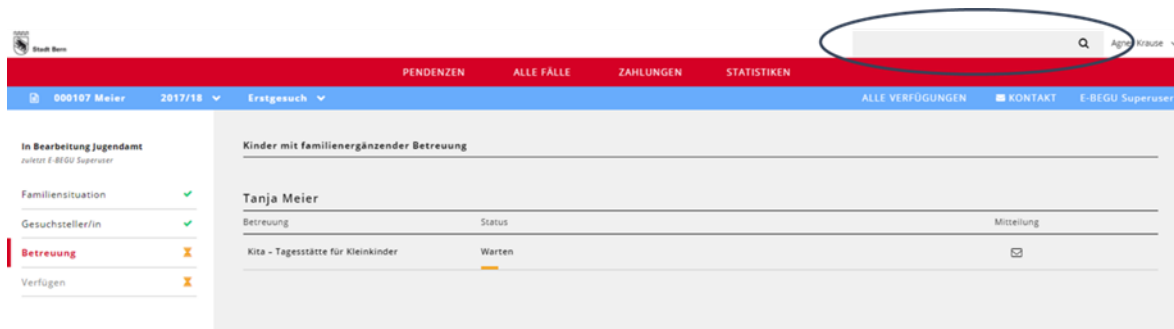 Stadt Bern
Agnes Krause
PENDENZEN ALLE FÄLLE ZAHLUNGEN STATISTIKEN
000107 Meier 2017/18 Erstgesuch ALLE VERFÜGUNGEN KONTAKT E-BEGU Superuser
In Bearbeitung Jugendamt
zuletzt E-BEGU Superuser
Familiensituation
Gesuchsteller/in
Betreuung
Verfügen
Kinder mit familienergänzender Betreuung
Tanja Meier
Betreuung Status Mitteilung
Kita – Tagesstätte für Kleinkinder Warten